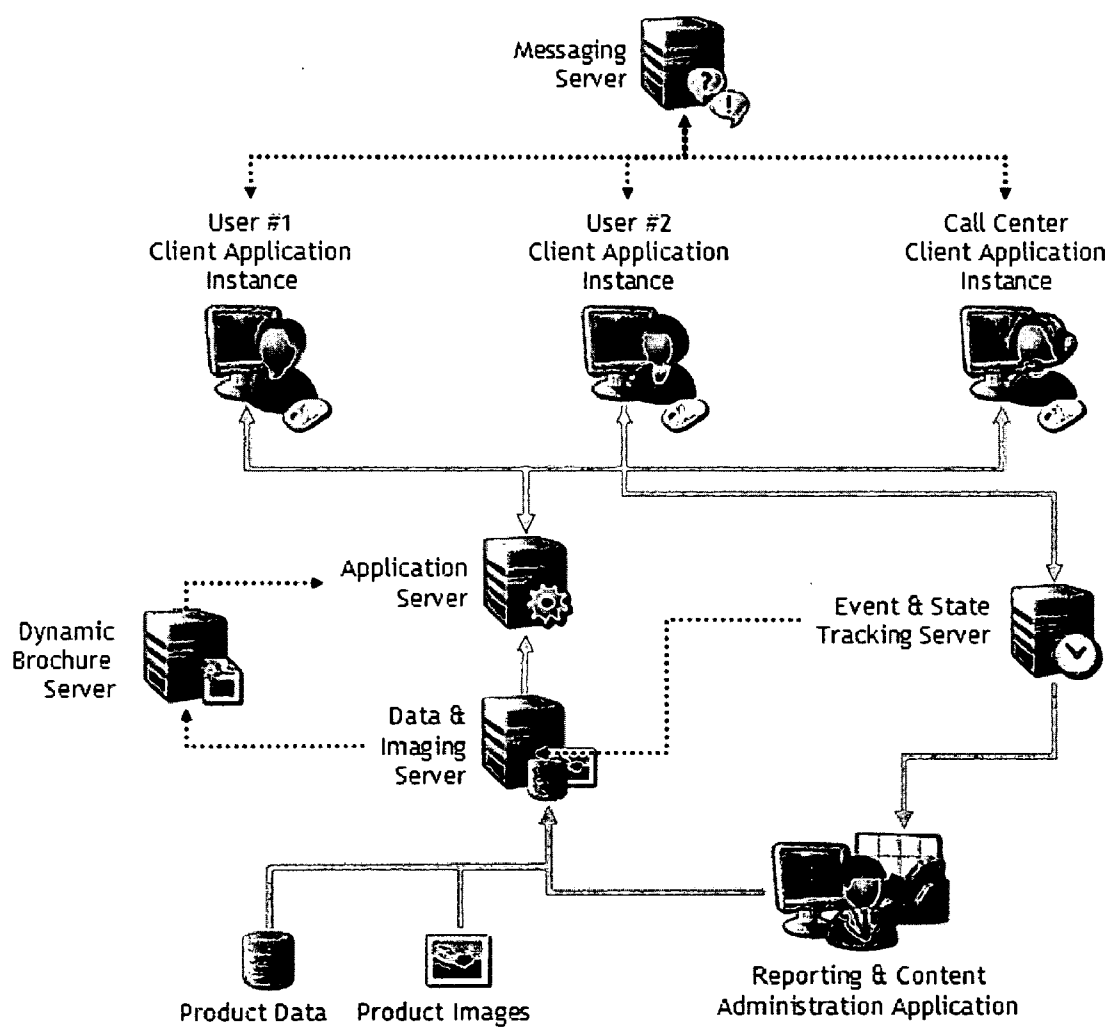 Messaging
Server
User #1
Client Application
Instance
User #2
Client Application
Instance
Call Center
Client Application
Instance
Application
Server
Event & State
Tracking Server
Dynamic
Brochure
Server
Data &
Imaging
Server
Product Data
Product Images
Reporting & Content
Administration Application